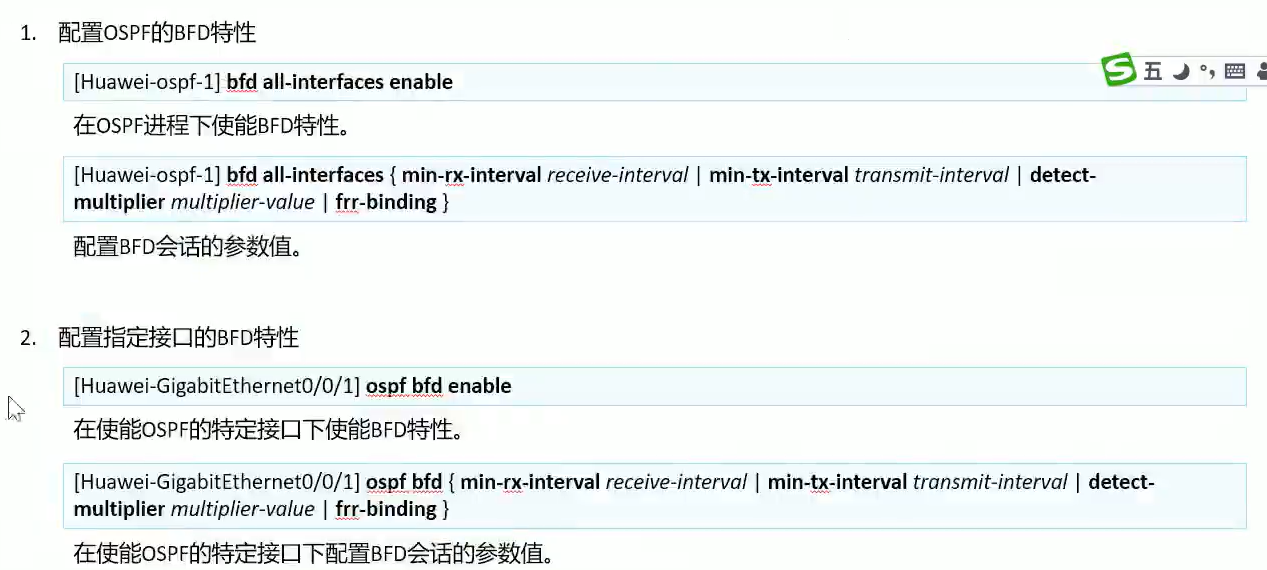 1. 配置OSPF的BFD特性
[Huawei-ospf-1] bfd all-interfaces enable
五
在OSPF进程下使能BFD特性。
[Huawei-ospf-1] bfd all-interfaces { min-rx-interval receive-interval | min-tx-interval transmit-interval | detect-
multiplier multiplier-value | frr-binding }
配置BFD会话的参数值。
2. 配置指定接口的BFD特性
[Huawei-GigabitEthernet0/0/1] ospf bfd enable
在使能OSPF的特定接口下使能BFD特性。
[Huawei-GigabitEthernet0/0/1] ospf bfd { min-rx-interval receive-interval | min-tx-interval transmit-interval | detect-
multiplier multiplier-value | frr-binding }
在使能OSPF的特定接口下配置BFD会话的参数值。